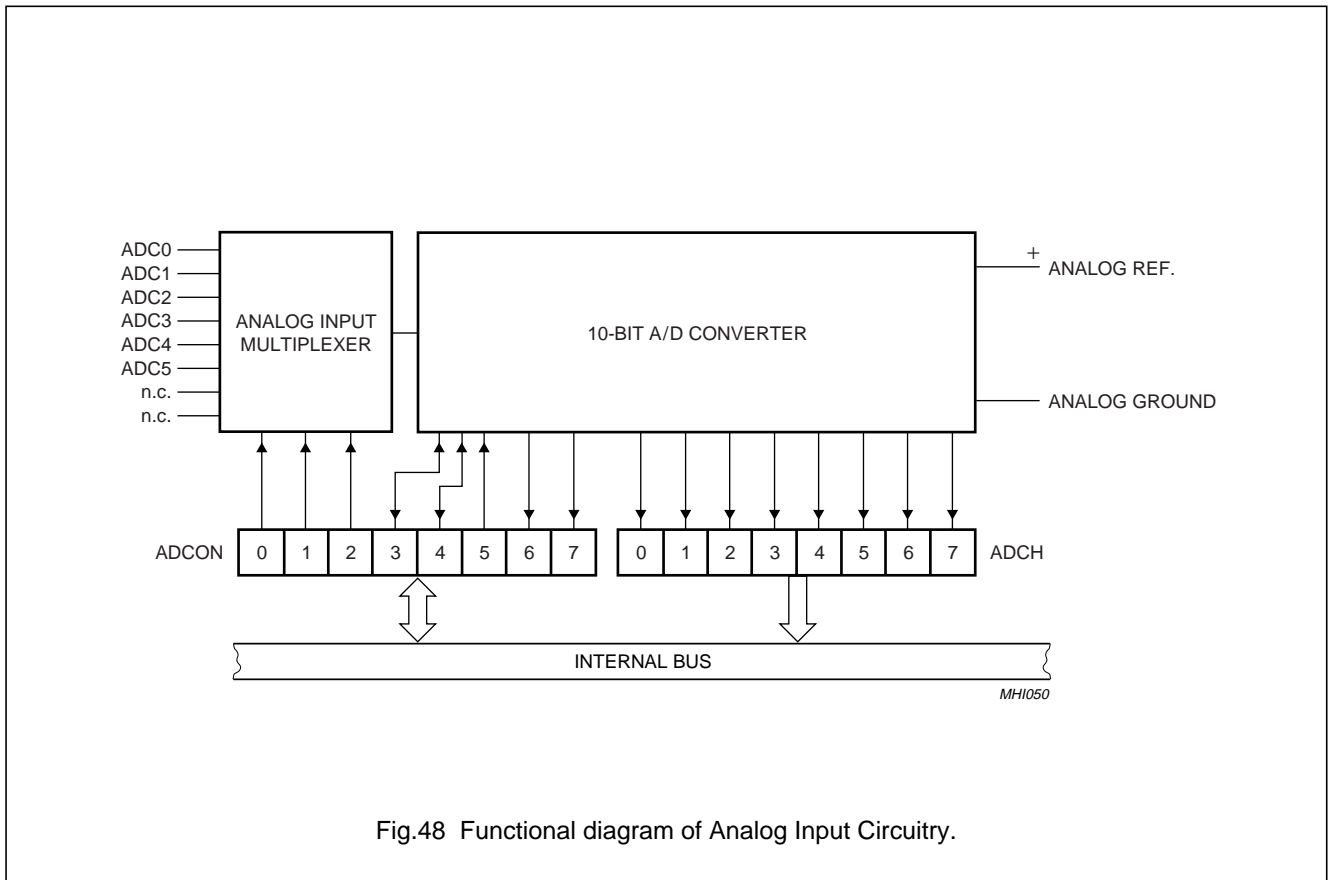 ADC0
ADC1
ADC2
ADC3
ADC4
ADC5
n.c.
n.c.
ANALOG INPUT
MULTIPLEXER
10-BIT A/D CONVERTER
+
ANALOG REF.
ANALOG GROUND
ADCON 0 1 2 3 4 5 6 7
0 1 2 3 4 5 6 7 ADCH
INTERNAL BUS
MHI050
Fig.48 Functional diagram of Analog Input Circuitry.